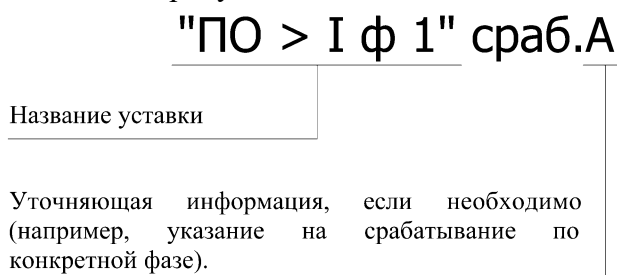 "ПО > I ф 1" сраб.А
Название уставки
Уточняющая информация, если необходимо
(например, указание на срабатывание по
конкретной фазе).